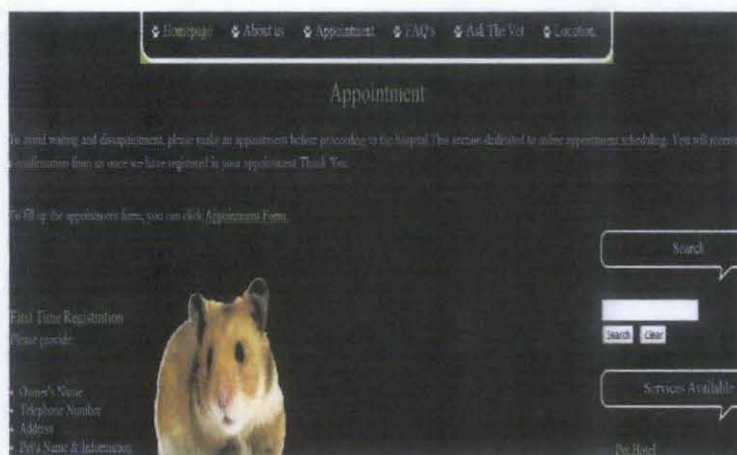 Homepage About us Appointment FAQ's Ask The Vet Location
Appointment
To avoid waiting and dissapointment, please make an appointment before proceeding to the hospital.This section dedicated to online appointment scheduling. You will receive
a confirmation from us once we have registered in your appointment.Thank You.
To fill up the appointment form, you can click Appointment Form.
Search
First Time Registration
Please provide:
Search Clear
Owner's Name
Services Available
Telephone Number
Address
Pet's Name & Information
Pet Hotel